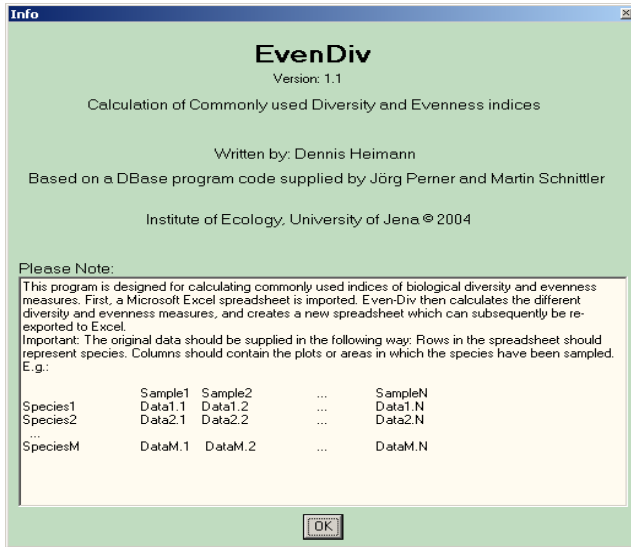 Info
EvenDiv
Version: 1.1
Calculation of Commonly used Diversity and Evenness indices
Written by: Dennis Heimann
Based on a DBase program code supplied by Jörg Perner and Martin Schnittler
Institute of Ecology, University of Jena © 2004
Please Note:
This program is designed for calculating commonly used indices of biological diversity and evenness
measures. First, a Microsoft Excel spreadsheet is imported. Even-Div then calculates the different
diversity and evenness measures, and creates a new spreadsheet which can subsequently be re-
exported to Excel.
Important: The original data should be supplied in the following way: Rows in the spreadsheet should
represent species. Columns should contain the plots or areas in which the species have been sampled.
E.g.:
Sample1 Sample2 ... SampleN
Species1 Data1.1 Data1.2 ... Data1.N
Species2 Data2.1 Data2.2 ... Data2.N
...
SpeciesM DataM.1 DataM.2 ... DataM.N
OK